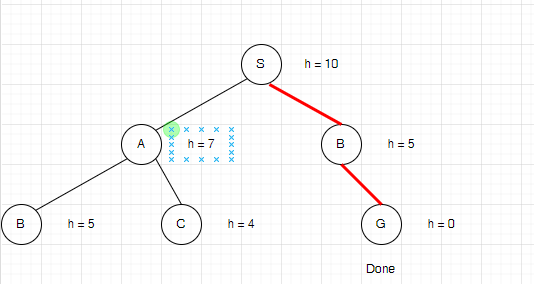 S h = 10
A h = 7 B h = 5
B h = 5 C h = 4 G h = 0
Done